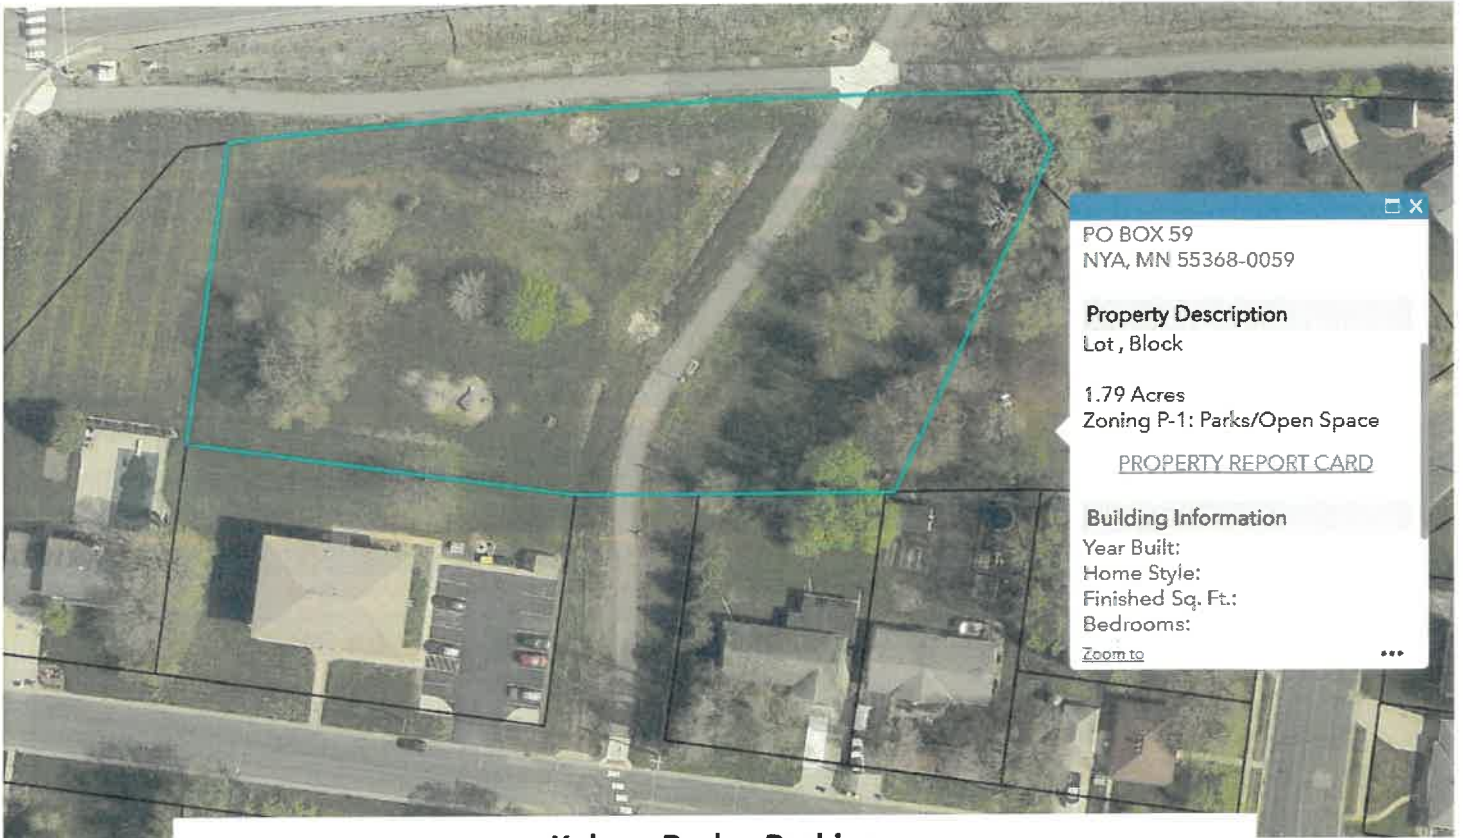 PO BOX 59
NYA, MN 55368-0059
Property Description
Lot , Block
1.79 Acres
Zoning P-1: Parks/Open Space
PROPERTY REPORT CARD
Building Information
Year Built:
Home Style:
Finished Sq. Ft.:
Bedrooms:
Zoom to